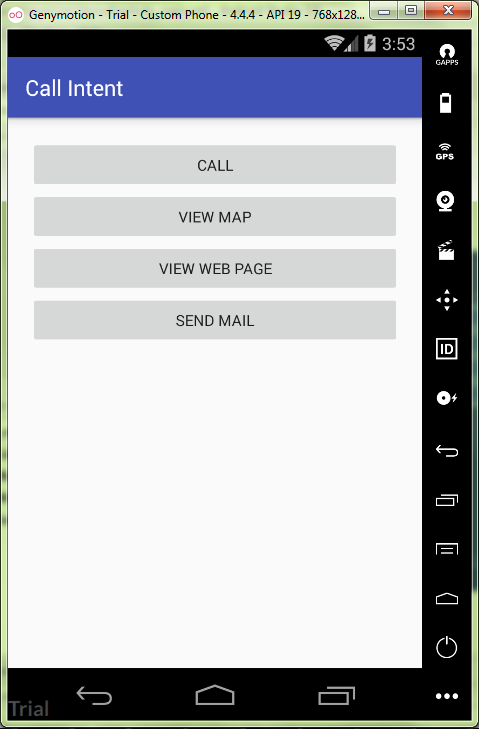 Genymotion - Trial - Custom Phone - 4.4.4 - API 19 - 768x128...
3:53
GAPPS
Call Intent
CALL
GPS
VIEW MAP
VIEW WEB PAGE
SEND MAIL
ID
Trial